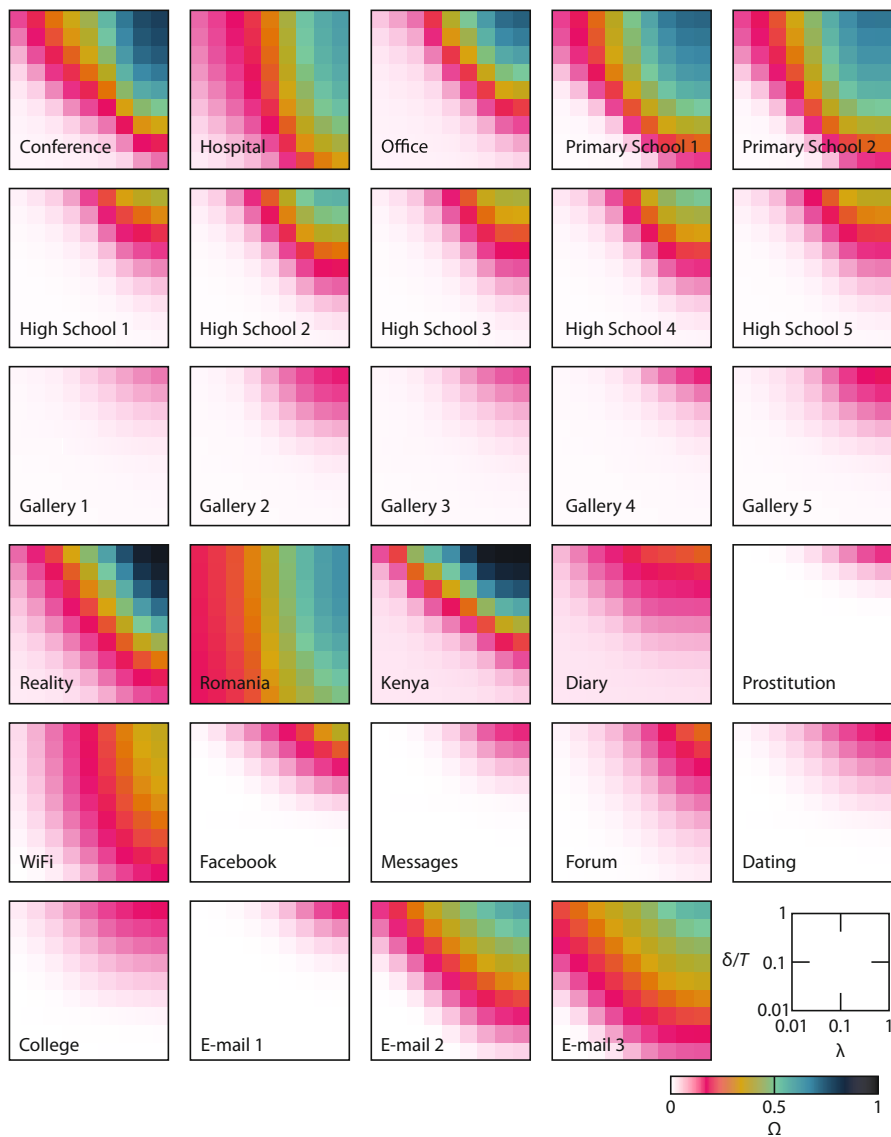 Conference Hospital Office Primary School 1 Primary School 2
High School 1 High School 2 High School 3 High School 4 High School 5
Gallery 1 Gallery 2 Gallery 3 Gallery 4 Gallery 5
Reality Romania Kenya Diary Prostitution
WiFi Facebook Messages Forum Dating
College E-mail 1 E-mail 2 E-mail 3
1
δ/T 0.1
0.01
0.01 0.1 1
λ
0 0.5 1
Ω